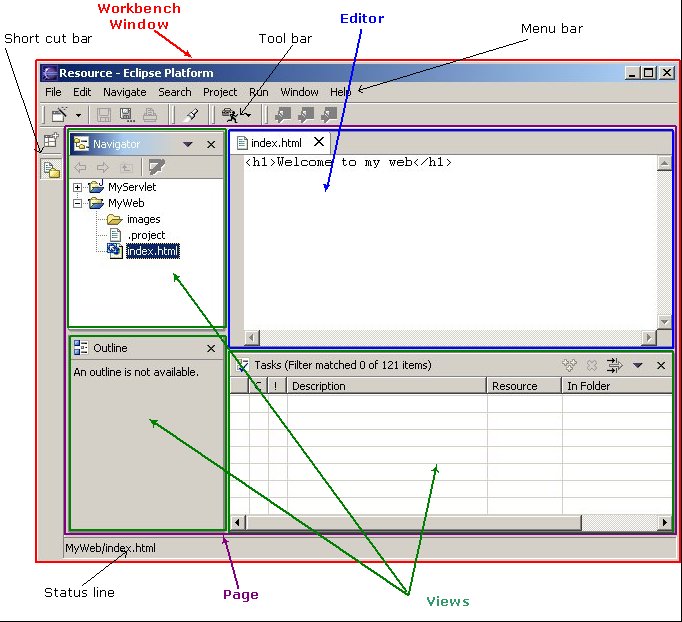 Workbench
Window
Editor
Short cut bar
Tool bar
Menu bar
Resource - Eclipse Platform
File Edit Navigate Search Project Run Window Help
Navigator
index.html
<h1>Welcome to my web</h1>
MyServlet
MyWeb
images
.project
index.html
Outline
An outline is not available.
Tasks (Filter matched 0 of 121 items)
! Description Resource In Folder
MyWeb/index.html
Status line
Page
Views